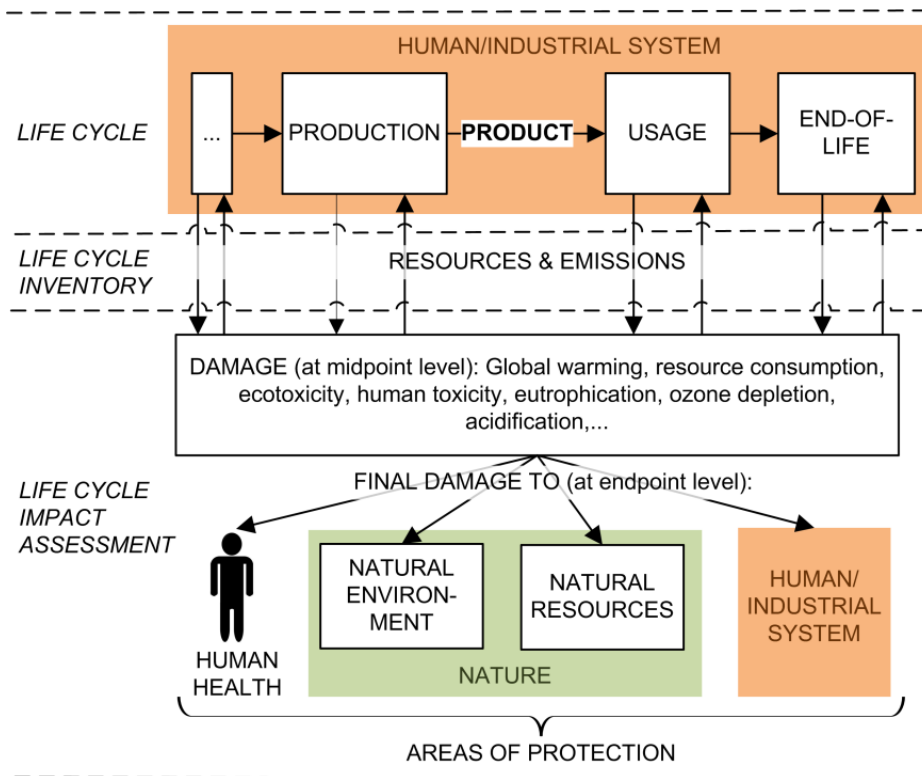 HUMAN/INDUSTRIAL SYSTEM
LIFE CYCLE
...
PRODUCTION
PRODUCT
USAGE
END-OF-
LIFE
LIFE CYCLE
INVENTORY
RESOURCES & EMISSIONS
DAMAGE (at midpoint level): Global warming, resource consumption,
ecotoxicity, human toxicity, eutrophication, ozone depletion,
acidification,...
LIFE CYCLE
IMPACT
ASSESSMENT
FINAL DAMAGE TO (at endpoint level):
HUMAN
HEALTH
NATURAL
ENVIRON-
MENT
NATURAL
RESOURCES
NATURE
HUMAN/
INDUSTRIAL
SYSTEM
AREAS OF PROTECTION